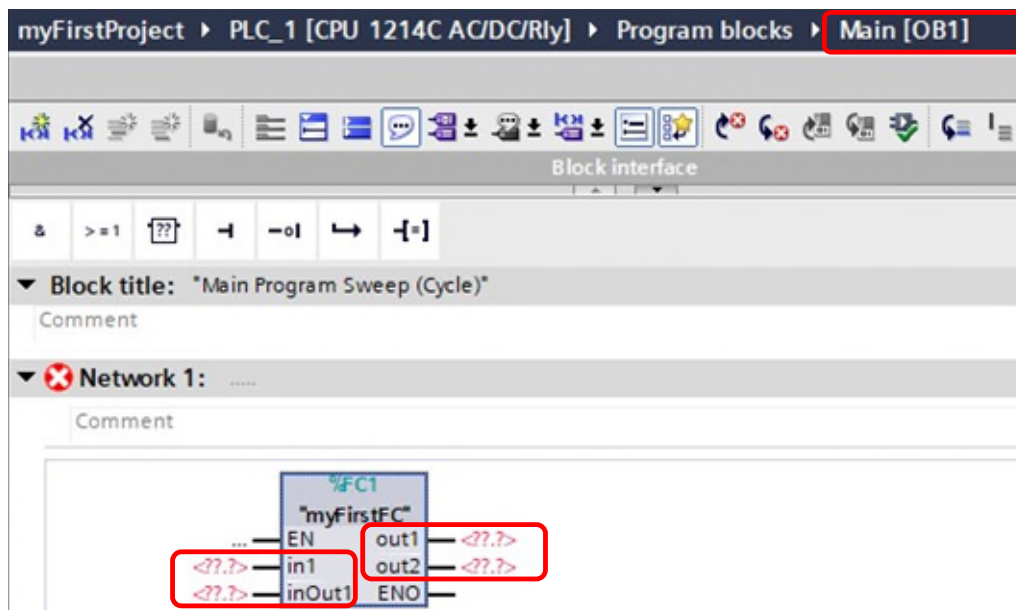 myFirstProject ▸ PLC_1 [CPU 1214C AC/DC/Rly] ▸ Program blocks ▸ Main [OB1]
Block interface
& >=1 ??
Block title: "Main Program Sweep (Cycle)"
Comment
Network 1: .....
Comment
%FC1
"myFirstFC"
... EN out1 <??.?>
<??.?> in1 out2 <??.?>
<??.?> inOut1 ENO